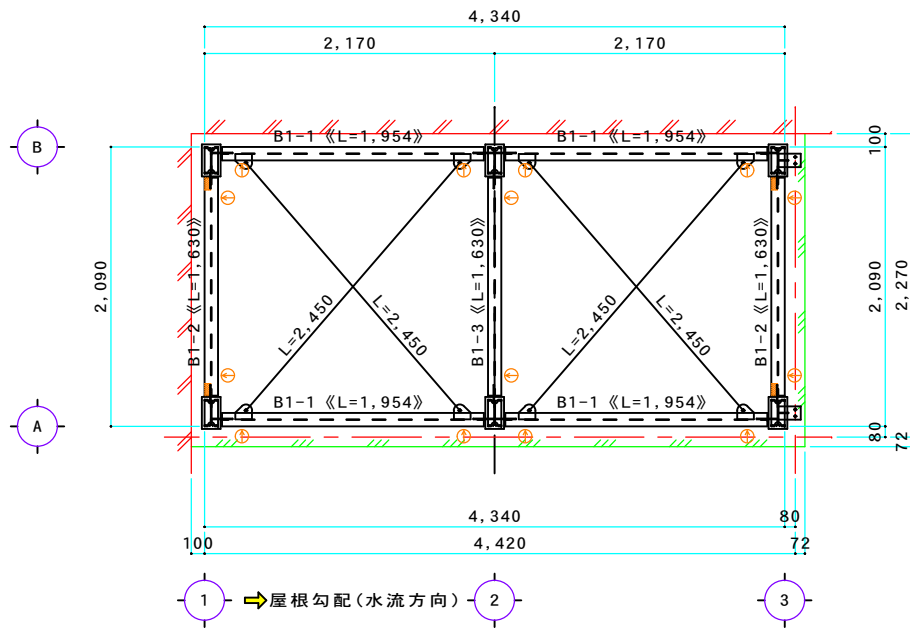 4,340
2,170
2,170
B
B1-1 《L=1,954》
B1-1 《L=1,954》
100
2,090
B1-2 《L=1,630》
L=2,450
L=2,450
B1-3 《L=1,630》
L=2,450
L=2,450
B1-2 《L=1,630》
2,090
2,270
A
B1-1 《L=1,954》
B1-1 《L=1,954》
80
72
4,340
80
100
4,420
72
1
屋根勾配(水流方向)
2
3